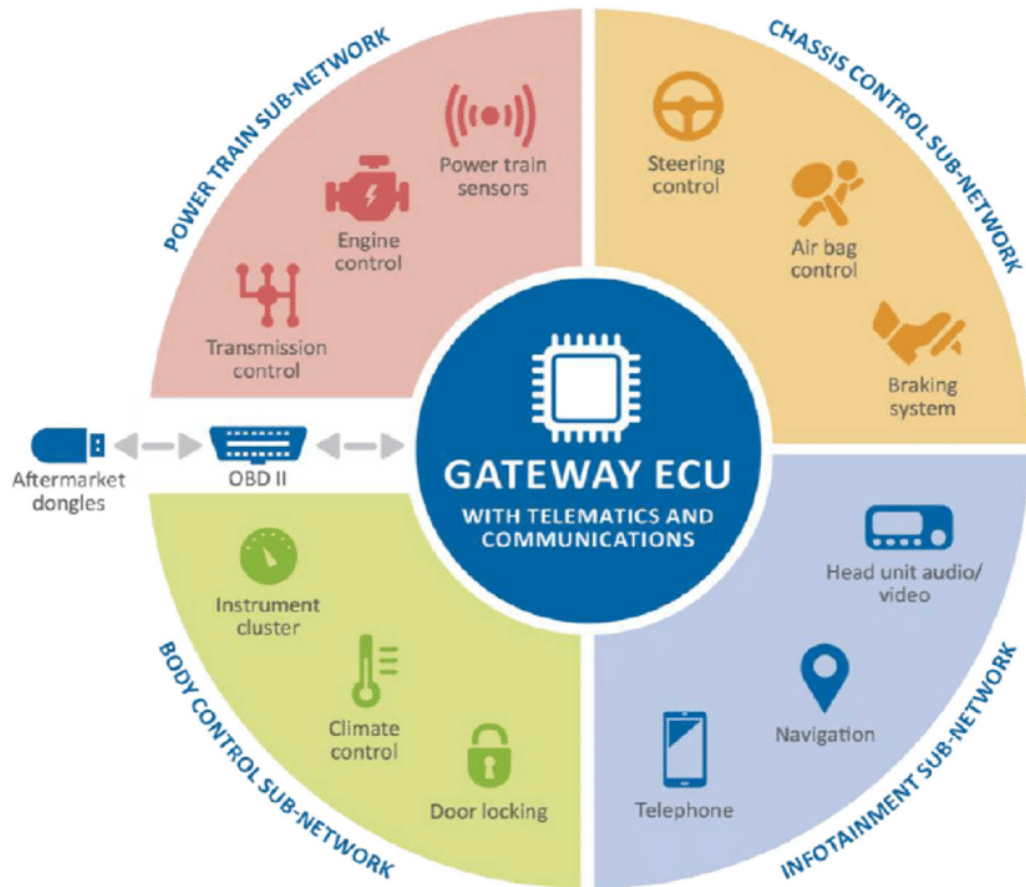 POWER TRAIN SUB-NETWORK
Power train
sensors
Engine
control
Transmission
control
CHASSIS CONTROL SUB-NETWORK
Steering
control
Air bag
control
Braking
system
Aftermarket
dongles
OBD II
GATEWAY ECU
WITH TELEMATICS AND
COMMUNICATIONS
BODY CONTROL SUB-NETWORK
Instrument
cluster
Climate
control
Door locking
INFOTAINMENT SUB-NETWORK
Head unit audio/
video
Navigation
Telephone